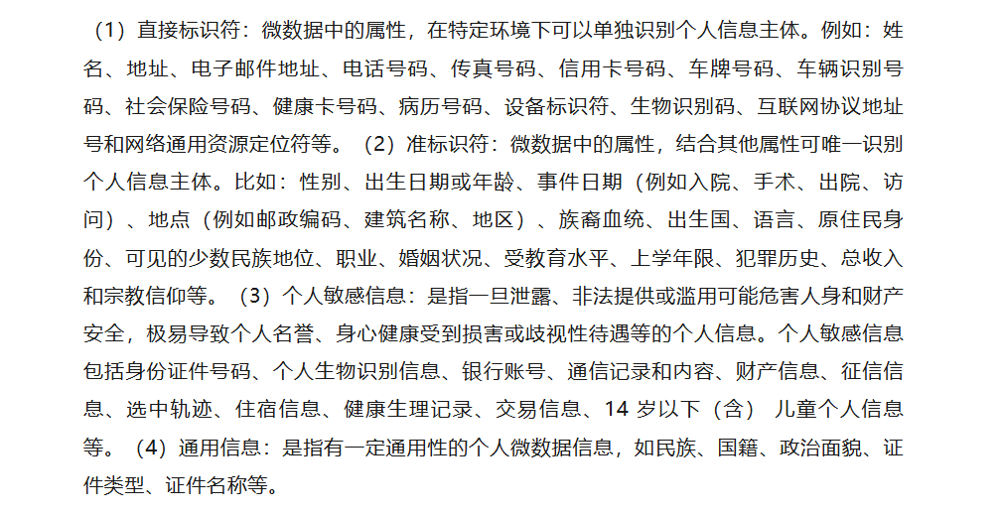 （1）直接标识符：微数据中的属性，在特定环境下可以单独识别个人信息主体。例如：姓
名、地址、电子邮件地址、电话号码、传真号码、信用卡号码、车牌号码、车辆识别号
码、社会保险号码、健康卡号码、病历号码、设备标识符、生物识别码、互联网协议地址
号和网络通用资源定位符等。（2）准标识符：微数据中的属性，结合其他属性可唯一识别
个人信息主体。比如：性别、出生日期或年龄、事件日期（例如入院、手术、出院、访
问）、地点（例如邮政编码、建筑名称、地区）、族裔血统、出生国、语言、原住民身
份、可见的少数民族地位、职业、婚姻状况、受教育水平、上学年限、犯罪历史、总收入
和宗教信仰等。（3）个人敏感信息：是指一旦泄露、非法提供或滥用可能危害人身和财产
安全，极易导致个人名誉、身心健康受到损害或歧视性待遇等的个人信息。个人敏感信息
包括身份证件号码、个人生物识别信息、银行账号、通信记录和内容、财产信息、征信信
息、选中轨迹、住宿信息、健康生理记录、交易信息、14 岁以下（含） 儿童个人信息
等。（4）通用信息：是指有一定通用性的个人微数据信息，如民族、国籍、政治面貌、证
件类型、证件名称等。